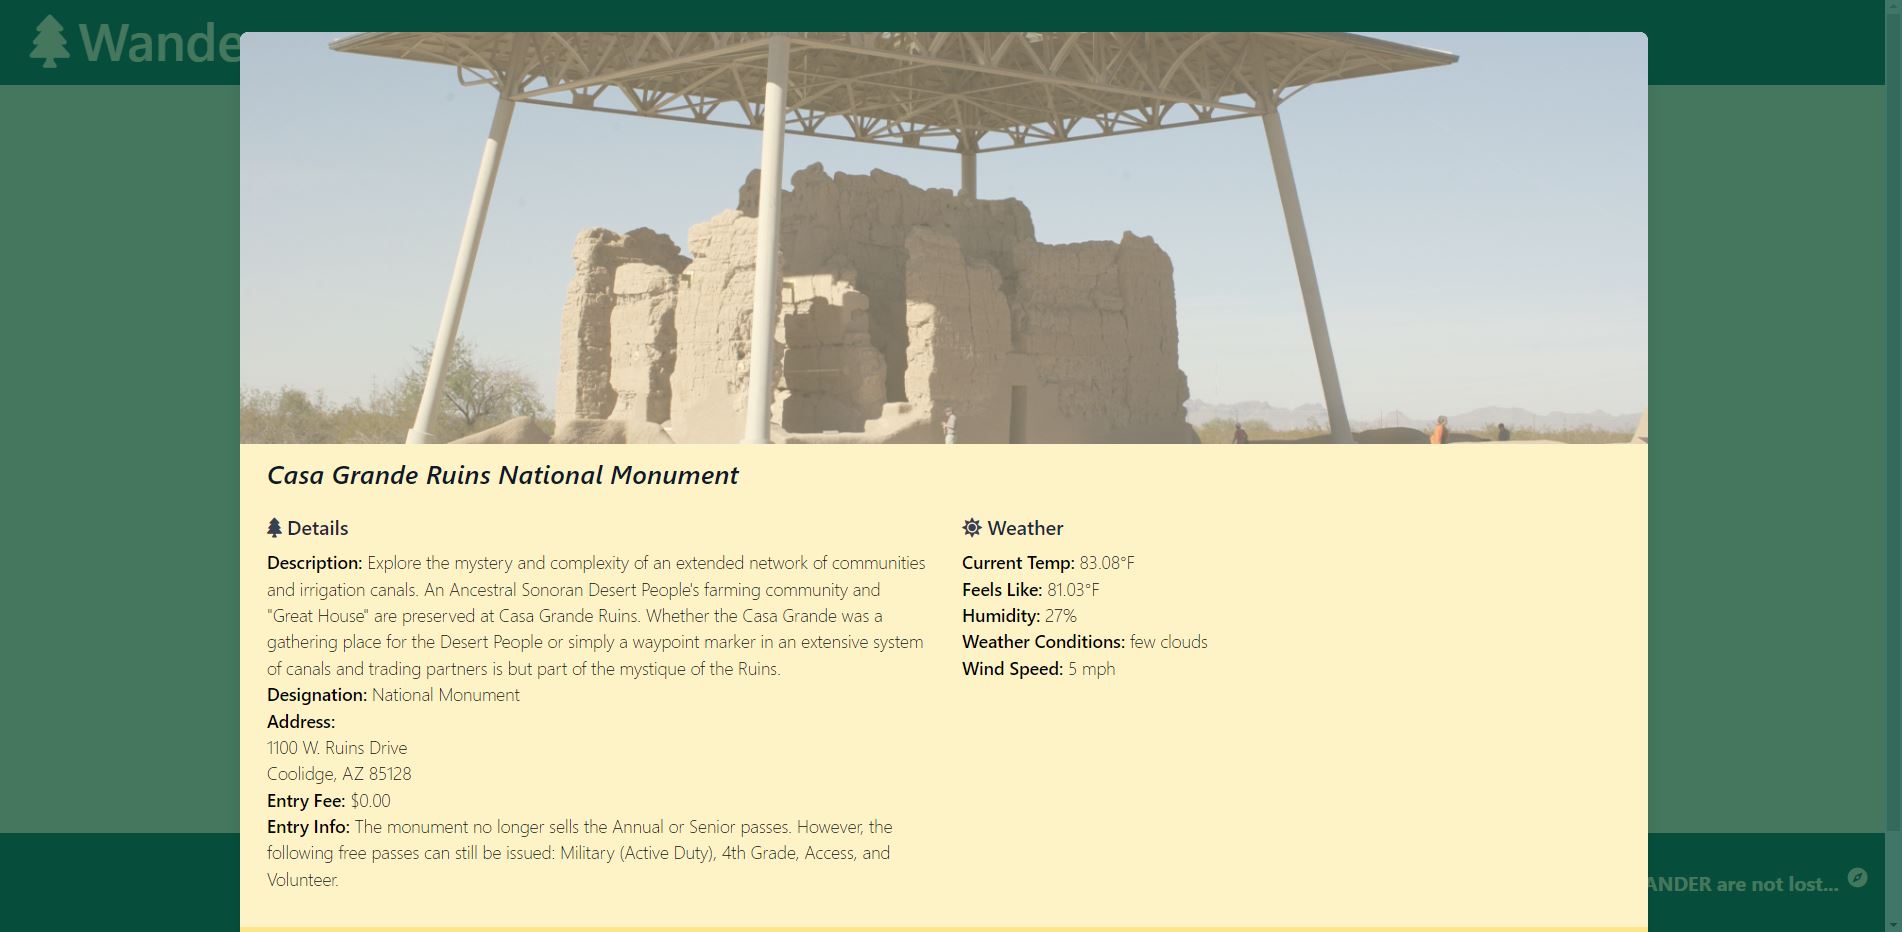 Wande
Casa Grande Ruins National Monument
Details
Description: Explore the mystery and complexity of an extended network of communities
and irrigation canals. An Ancestral Sonoran Desert People's farming community and
"Great House" are preserved at Casa Grande Ruins. Whether the Casa Grande was a
gathering place for the Desert People or simply a waypoint marker in an extensive system
of canals and trading partners is but part of the mystique of the Ruins.
Designation: National Monument
Address:
1100 W. Ruins Drive
Coolidge, AZ 85128
Entry Fee: $0.00
Entry Info: The monument no longer sells the Annual or Senior passes. However, the
following free passes can still be issued: Military (Active Duty), 4th Grade, Access, and
Volunteer.
Weather
Current Temp: 83.08°F
Feels Like: 81.03°F
Humidity: 27%
Weather Conditions: few clouds
Wind Speed: 5 mph
ANDER are not lost...